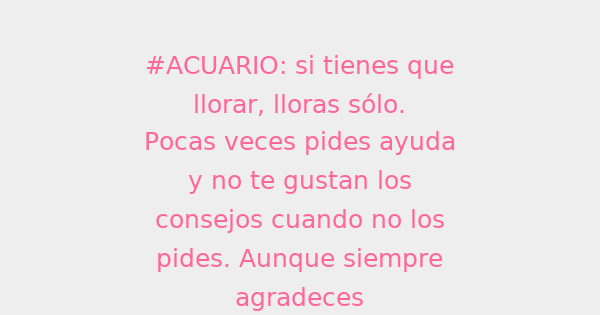 #ACUARIO: si tienes que
llorar, lloras sólo.
Pocas veces pides ayuda
y no te gustan los
consejos cuando no los
pides. Aunque siempre
agradeces